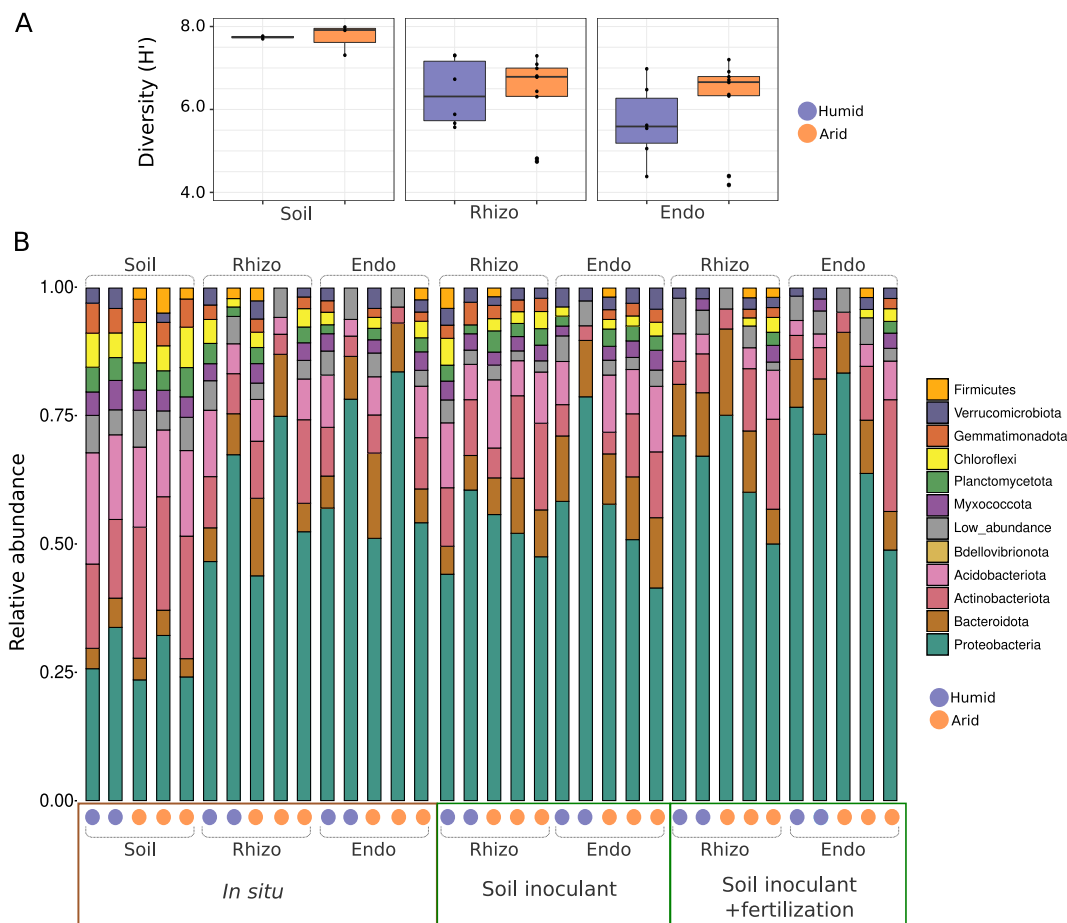 A
Diversity (H')
8.0
6.0
4.0
Soil
Rhizo
Endo
Humid
Arid
B
Soil
Rhizo
Endo
Rhizo
Endo
Rhizo
Endo
Relative abundance
1.00
0.75
0.50
0.25
0.00
Firmicutes
Verrucomicrobiota
Gemmatimonadota
Chloroflexi
Planctomycetota
Myxococcota
Low_abundance
Bdellovibrionota
Acidobacteriota
Actinobacteriota
Bacteroidota
Proteobacteria
Humid
Arid
Soil
Rhizo
Endo
Rhizo
Endo
Rhizo
Endo
In situ
Soil inoculant
Soil inoculant
+fertilization